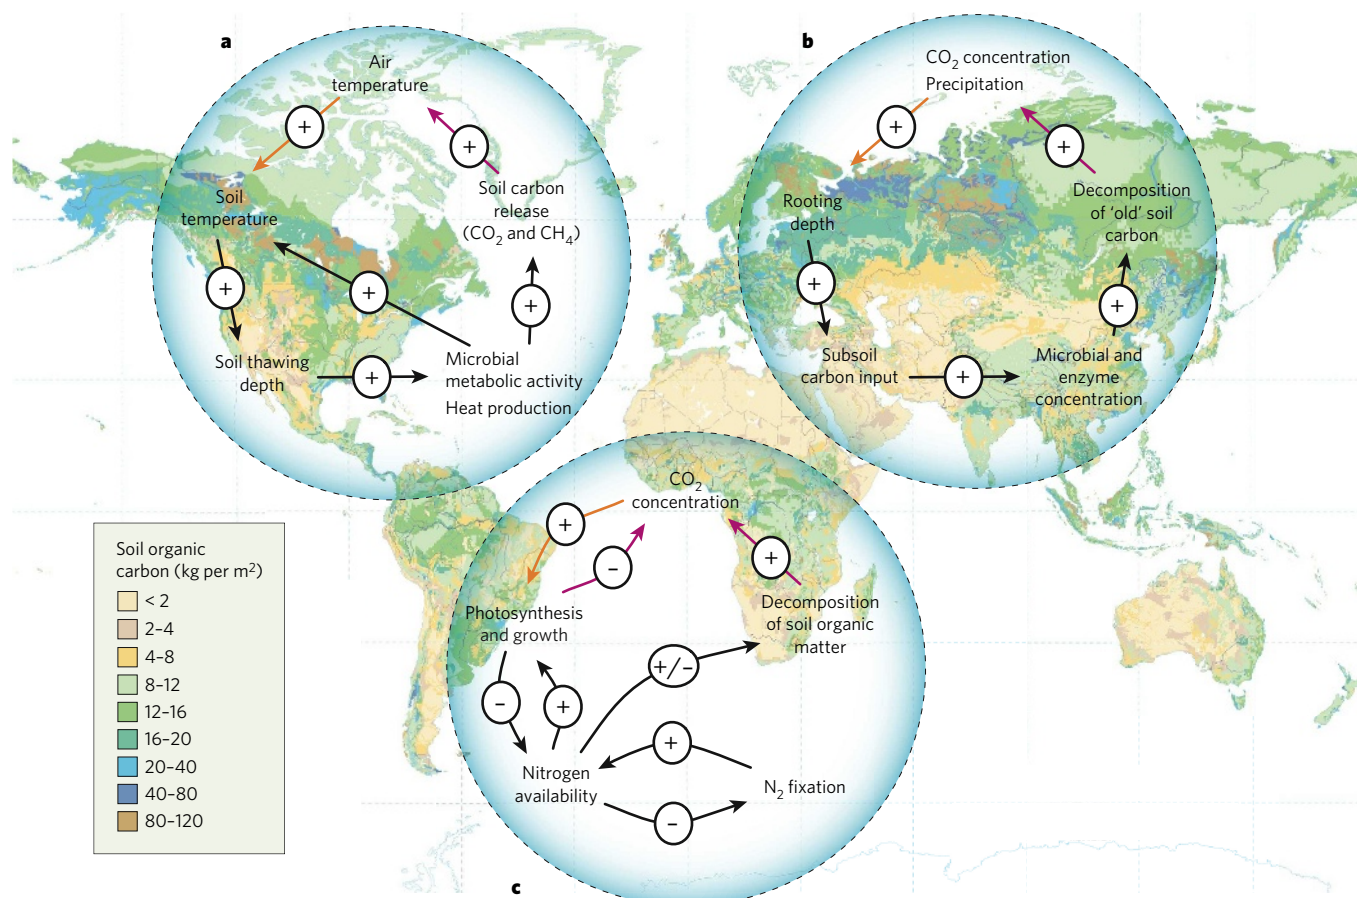 a
Air
temperature
+
+
Soil
temperature
Soil carbon
release
(CO₂ and CH₄)
+
+
+
Soil thawing
depth
+
Microbial
metabolic activity
Heat production
b
CO₂ concentration
Precipitation
+
+
Rooting
depth
Decomposition
of 'old' soil
carbon
+
+
Subsoil
carbon input
+
Microbial and
enzyme
concentration
CO₂
concentration
+
−
+
Photosynthesis
and growth
Decomposition
of soil organic
matter
+/−
−
+
+
Nitrogen
availability
N₂ fixation
−
c
Soil organic
carbon (kg per m²)
< 2
2–4
4–8
8–12
12–16
16–20
20–40
40–80
80–120